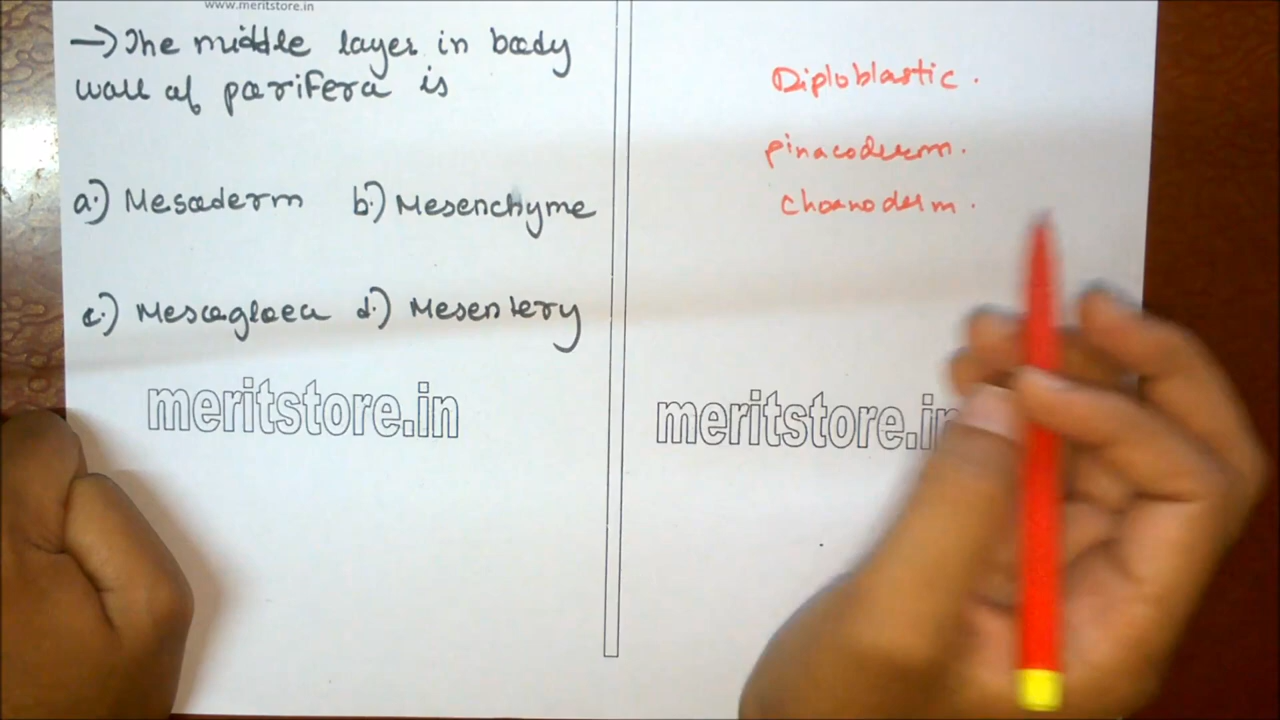 www.meritstore.in
→ The middle layer in body
wall of porifera is
a.) Mesoderm b.) Mesenchyme
c.) Mesogloea d.) Mesentery
meritstore.in
Diploblastic.
pinacoderm.
choanoderm.
meritstore.in